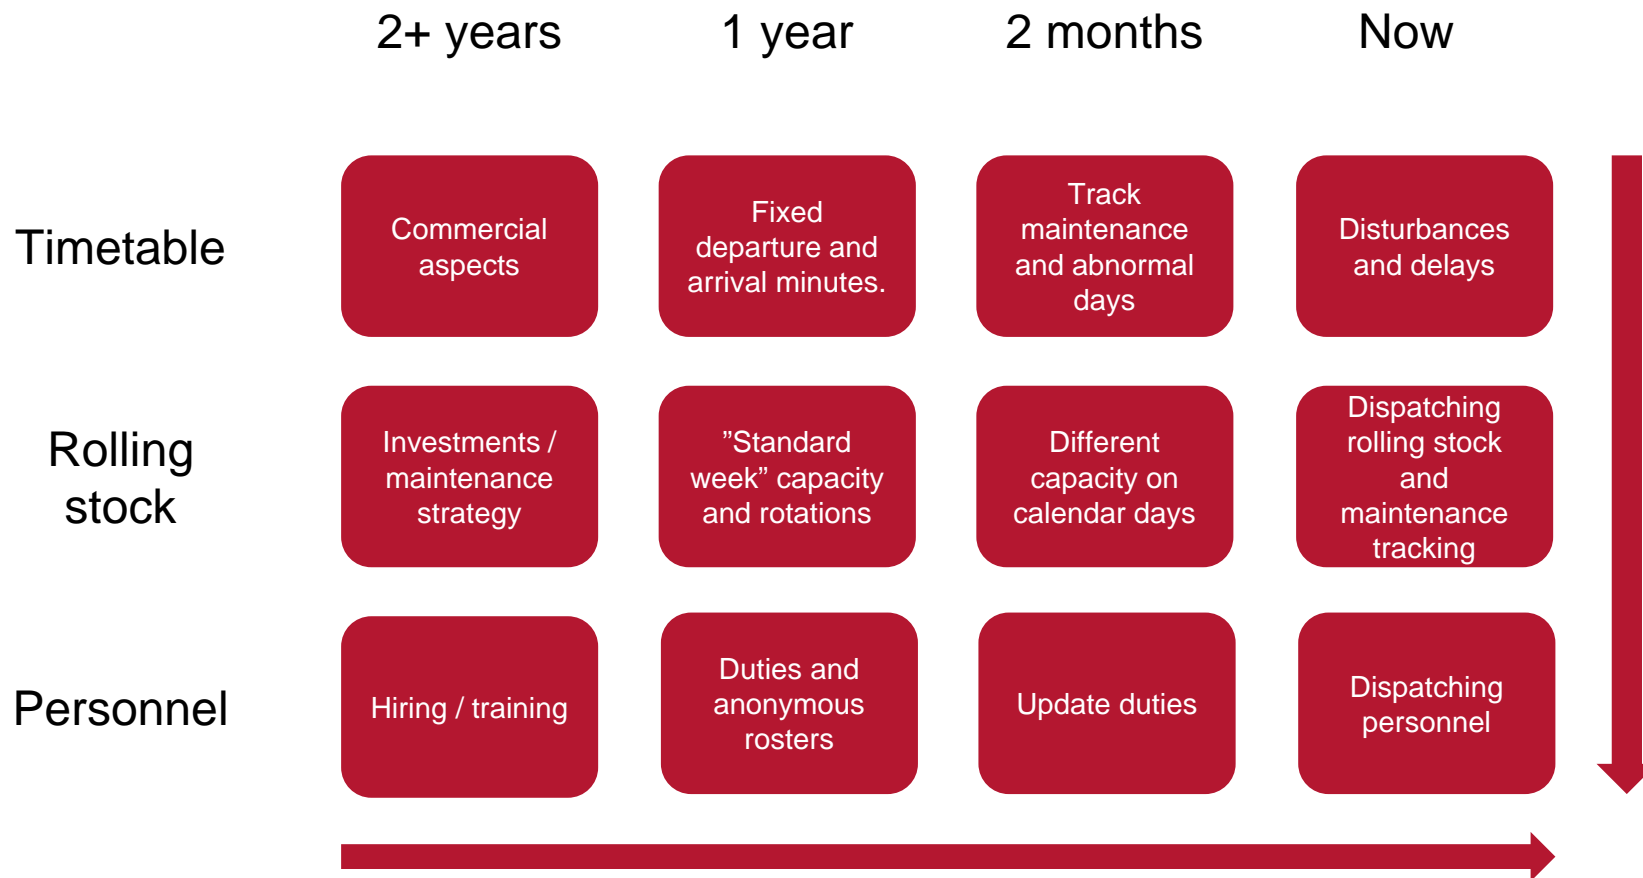 2+ years
1 year
2 months
Now
Timetable
Commercial
aspects
Fixed
departure and
arrival minutes.
Track
maintenance
and abnormal
days
Disturbances
and delays
Rolling
stock
Investments /
maintenance
strategy
”Standard
week” capacity
and rotations
Different
capacity on
calendar days
Dispatching
rolling stock
and
maintenance
tracking
Personnel
Hiring / training
Duties and
anonymous
rosters
Update duties
Dispatching
personnel